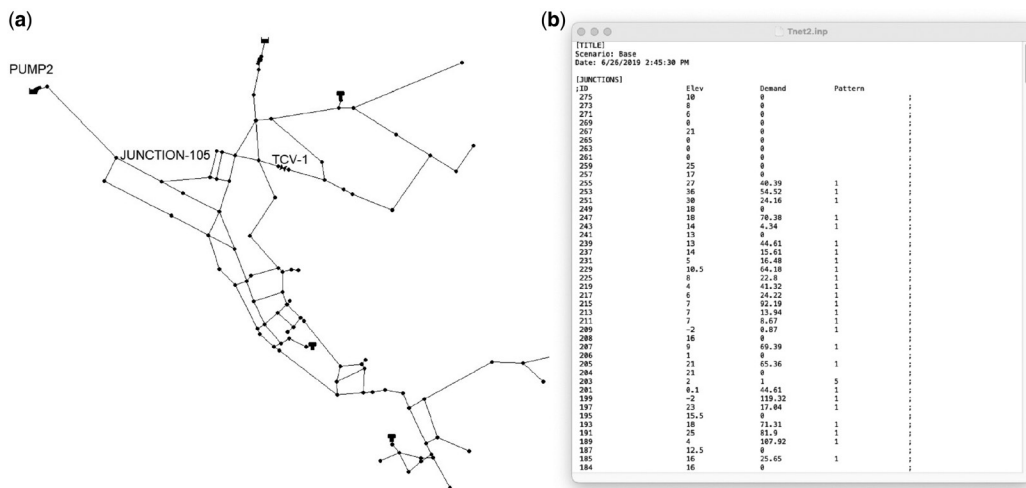 (a)
PUMP2
JUNCTION-105
TCV-1
(b)
Tnet2.inp
[TITLE]
Scenario: Base
Date: 6/26/2019 2:45:30 PM
[JUNCTIONS]
;ID Elev Demand Pattern
275 10 0 ;
273 8 0 ;
271 6 0 ;
269 0 0 ;
267 21 0 ;
265 0 0 ;
263 0 0 ;
261 0 0 ;
259 25 0 ;
257 17 0 ;
255 27 40.39 1 ;
253 36 54.52 1 ;
251 30 24.16 1 ;
249 18 0 ;
247 18 70.38 1 ;
243 14 4.34 1 ;
241 13 0 ;
239 13 44.61 1 ;
237 14 15.61 1 ;
231 5 16.48 1 ;
229 10.5 64.18 1 ;
225 8 22.8 1 ;
219 4 41.32 1 ;
217 6 24.22 1 ;
215 7 92.19 1 ;
213 7 13.94 1 ;
211 7 8.67 1 ;
209 -2 0.87 1 ;
208 16 0 ;
207 9 69.39 1 ;
206 1 0 ;
205 21 65.36 1 ;
204 21 0 ;
203 2 1 5 ;
201 0.1 44.61 1 ;
199 -2 119.32 1 ;
197 23 17.04 1 ;
195 15.5 0 ;
193 18 71.31 1 ;
191 25 81.9 1 ;
189 4 107.92 1 ;
187 12.5 0 ;
185 16 25.65 1 ;
184 16 0 ;